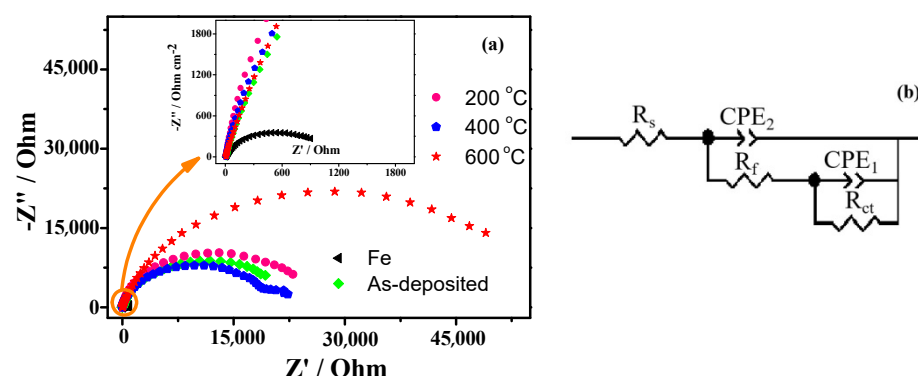 (a)
-Z'' / Ohm
45,000
30,000
15,000
0
0
15,000
30,000
45,000
Z' / Ohm
-Z'' / Ohm cm-2
1800
1200
600
0
0
600
1200
1800
Z' / Ohm
200 °C
400 °C
600 °C
Fe
As-deposited
(b)
Rs
CPE2
Rf
CPE1
Rct